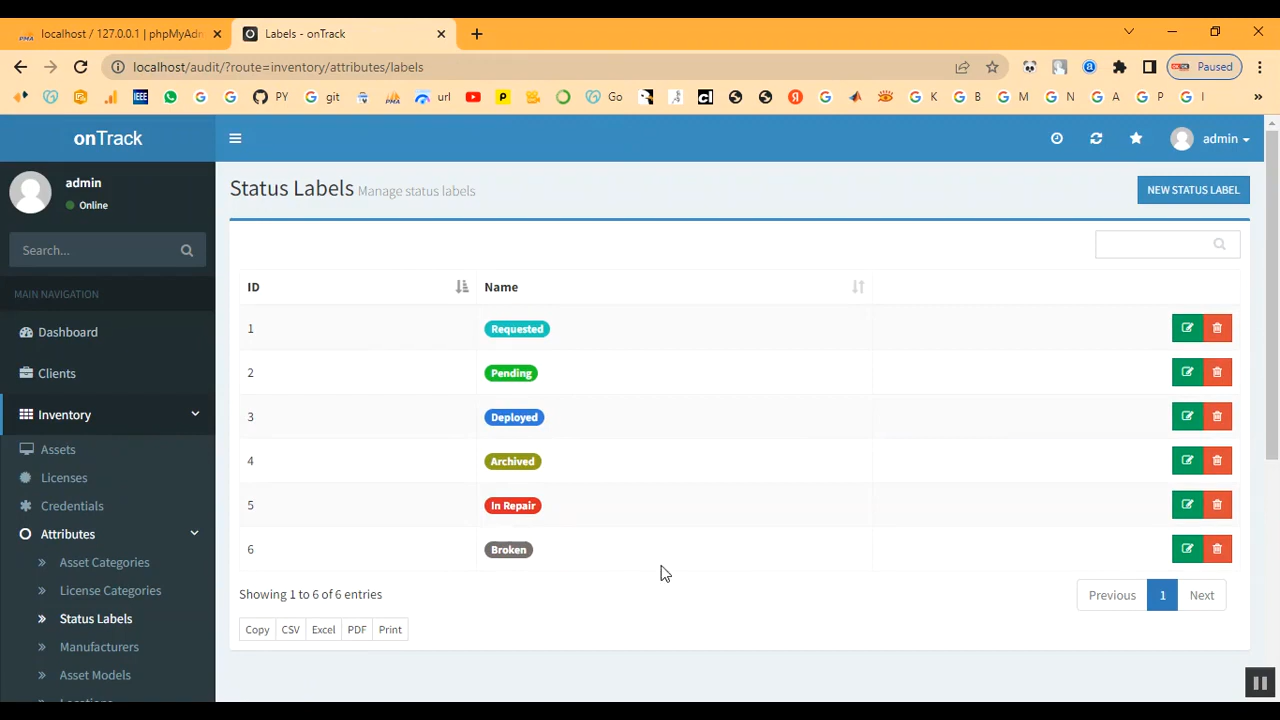 localhost / 127.0.0.1 | phpMyAdn
Labels - onTrack
localhost/audit/?route=inventory/attributes/labels
Paused
IEEE
PY
git
url
Go
K
B
M
N
A
P
I
onTrack
admin
admin
Online
Search...
MAIN NAVIGATION
Dashboard
Clients
Inventory
Assets
Licenses
Credentials
Attributes
Asset Categories
License Categories
Status Labels
Manufacturers
Asset Models
Status Labels Manage status labels
NEW STATUS LABEL
ID Name
1 Requested
2 Pending
3 Deployed
4 Archived
5 In Repair
6 Broken
Showing 1 to 6 of 6 entries
Previous 1 Next
Copy CSV Excel PDF Print